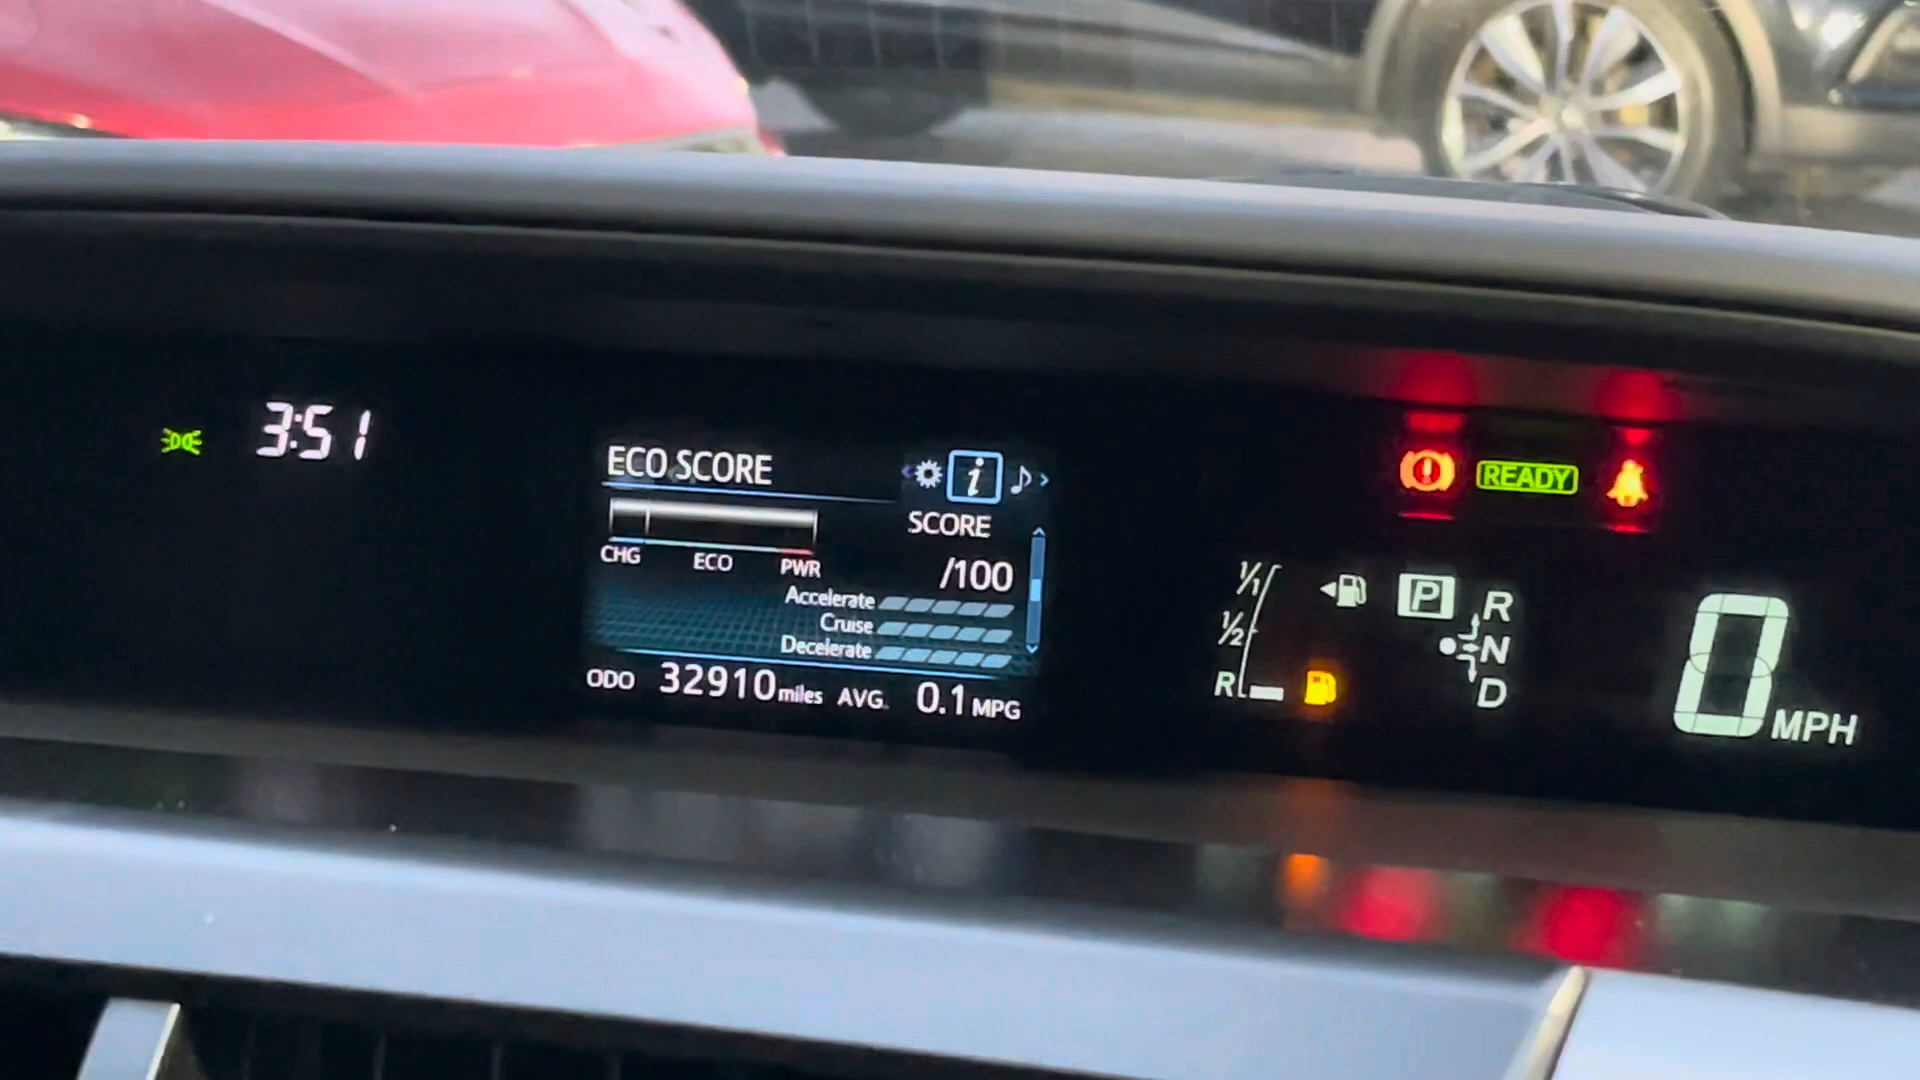 3:51
ECO SCORE
i
CHG ECO PWR
SCORE
/100
Accelerate
Cruise
Decelerate
ODO 32910 miles AVG. 0.1 MPG
READY
1/1
1/2
R
P
R
N
D
0 MPH